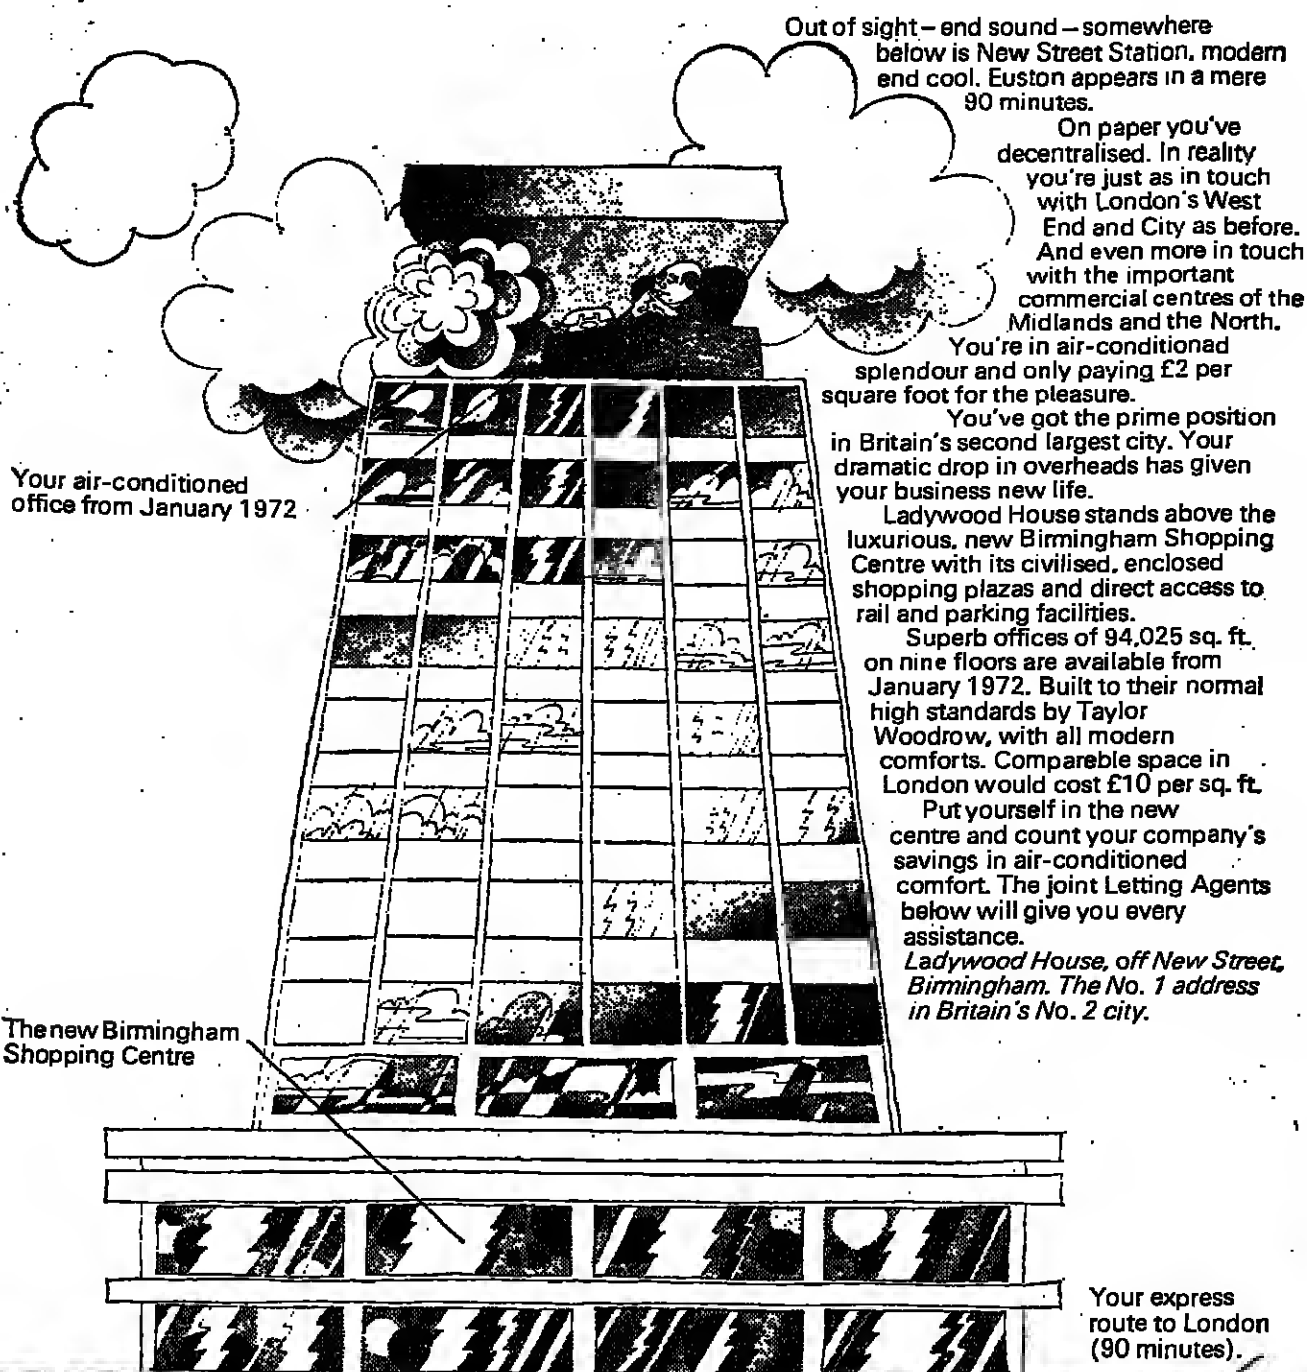 Out of sight – end sound – somewhere
below is New Street Station, modern
end cool. Euston appears in a mere
90 minutes.
On paper you've
decentralised. In reality
you're just as in touch
with London's West
End and City as before.
And even more in touch
with the important
commercial centres of the
Midlands and the North.
You're in air-conditionad
splendour and only paying £2 per
square foot for the pleasure.
You've got the prime position
in Britain's second largest city. Your
dramatic drop in overheads has given
your business new life.
Ladywood House stands above the
luxurious, new Birmingham Shopping
Centre with its civilised, enclosed
shopping plazas and direct access to
rail and parking facilities.
Superb offices of 94,025 sq. ft.
on nine floors are available from
January 1972. Built to their normal
high standards by Taylor
Woodrow, with all modern
comforts. Compareble space in
London would cost £10 per sq. ft.
Put yourself in the new
centre and count your company's
savings in air-conditioned
comfort. The joint Letting Agents
below will give you every
assistance.
Ladywood House, off New Street,
Birmingham. The No. 1 address
in Britain's No. 2 city.
Your air-conditioned
office from January 1972
The new Birmingham
Shopping Centre
Your express
route to London
(90 minutes).